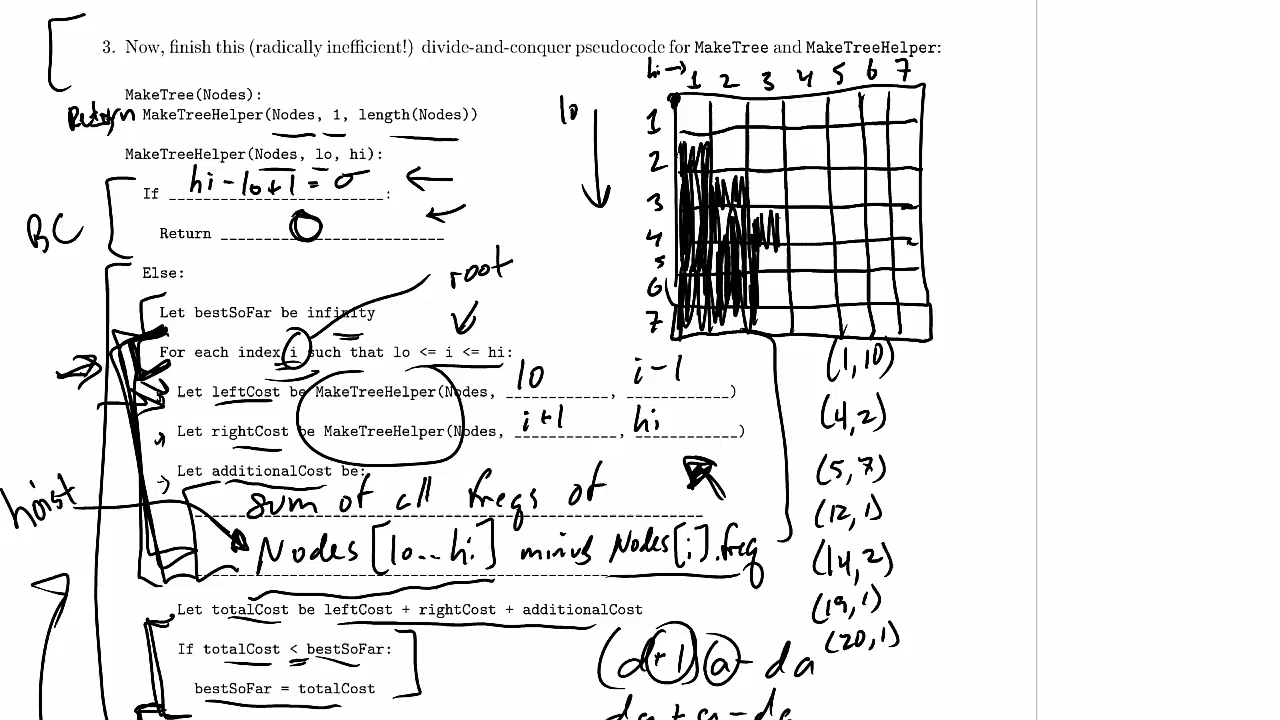 3. Now, finish this (radically inefficient!) divide-and-conquer pseudocode for MakeTree and MakeTreeHelper:
hi → 1 2 3 4 5 6 7
lo
1
2
3
4
5
6
7
MakeTree(Nodes):
Return MakeTreeHelper(Nodes, 1, length(Nodes))
MakeTreeHelper(Nodes, lo, hi):
BC
If hi - lo + 1 = 0:
Return 0
Else:
root
Let bestSoFar be infinity
For each index i such that lo <= i <= hi:
Let leftCost be MakeTreeHelper(Nodes, lo, i-1)
Let rightCost be MakeTreeHelper(Nodes, i+1, hi)
Let additionalCost be:
hoist
sum of all freqs of
Nodes[lo..hi] minus Nodes[i].freq
Let totalCost be leftCost + rightCost + additionalCost
If totalCost < bestSoFar:
bestSoFar = totalCost
(1,10)
(4,2)
(5,7)
(12,1)
(14,2)
(19,1)
(20,1)
(d+1)a - da
da + a - da